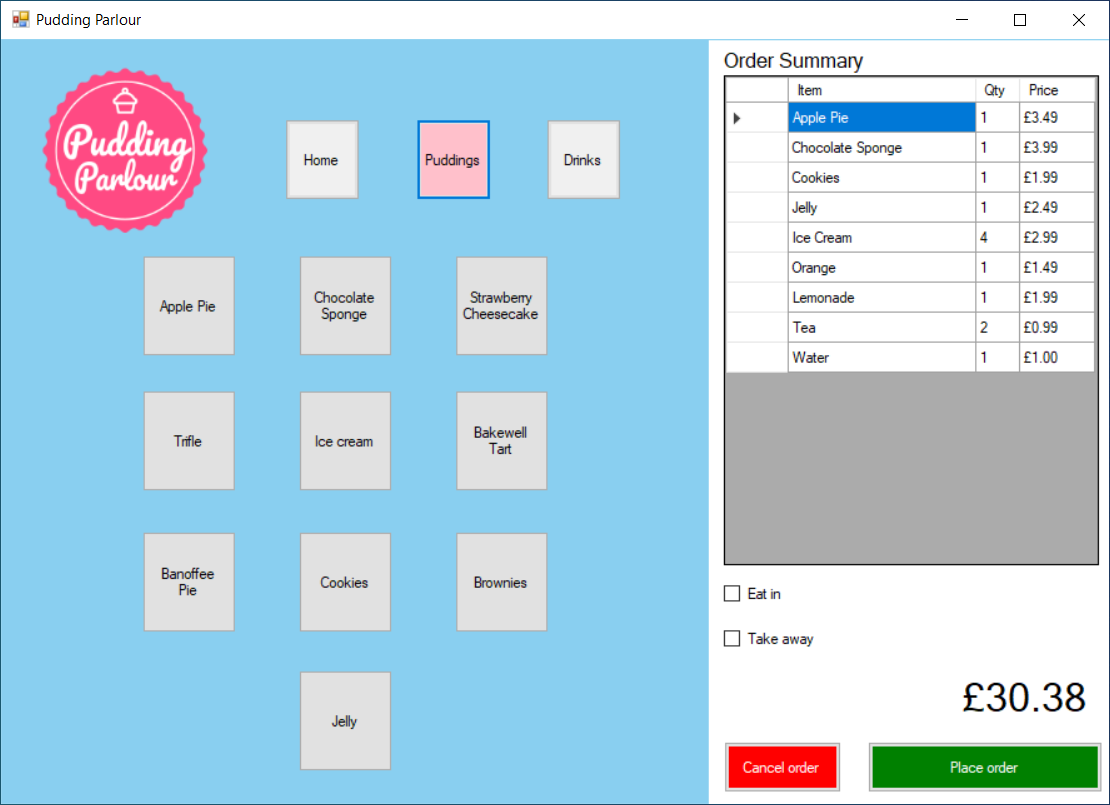 Pudding Parlour
Pudding
Parlour
Home
Puddings
Drinks
Apple Pie
Chocolate
Sponge
Strawberry
Cheesecake
Trifle
Ice cream
Bakewell
Tart
Banoffee
Pie
Cookies
Brownies
Jelly
Order Summary
Item Qty Price
Apple Pie 1 £3.49
Chocolate Sponge 1 £3.99
Cookies 1 £1.99
Jelly 1 £2.49
Ice Cream 4 £2.99
Orange 1 £1.49
Lemonade 1 £1.99
Tea 2 £0.99
Water 1 £1.00
Eat in
Take away
£30.38
Cancel order
Place order